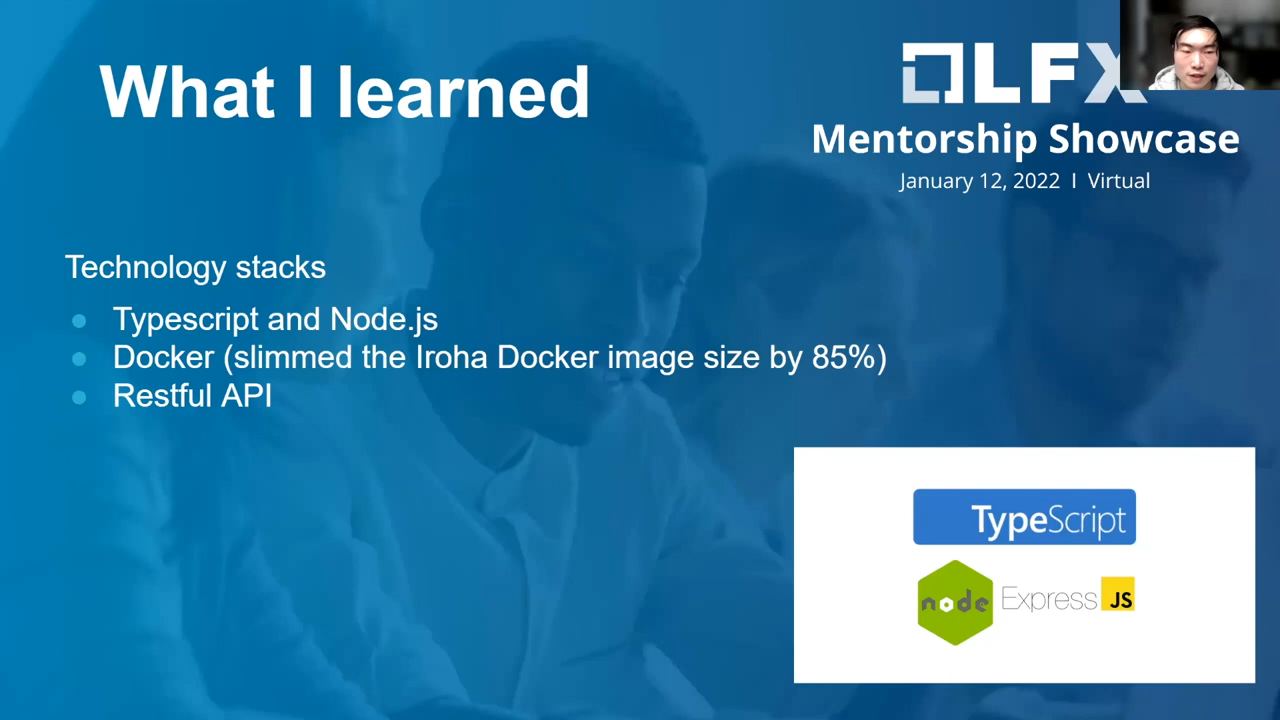 What I learned
LFX
Mentorship Showcase
January 12, 2022 I Virtual
Technology stacks
Typescript and Node.js
Docker (slimmed the Iroha Docker image size by 85%)
Restful API
TypeScript
node
Express JS